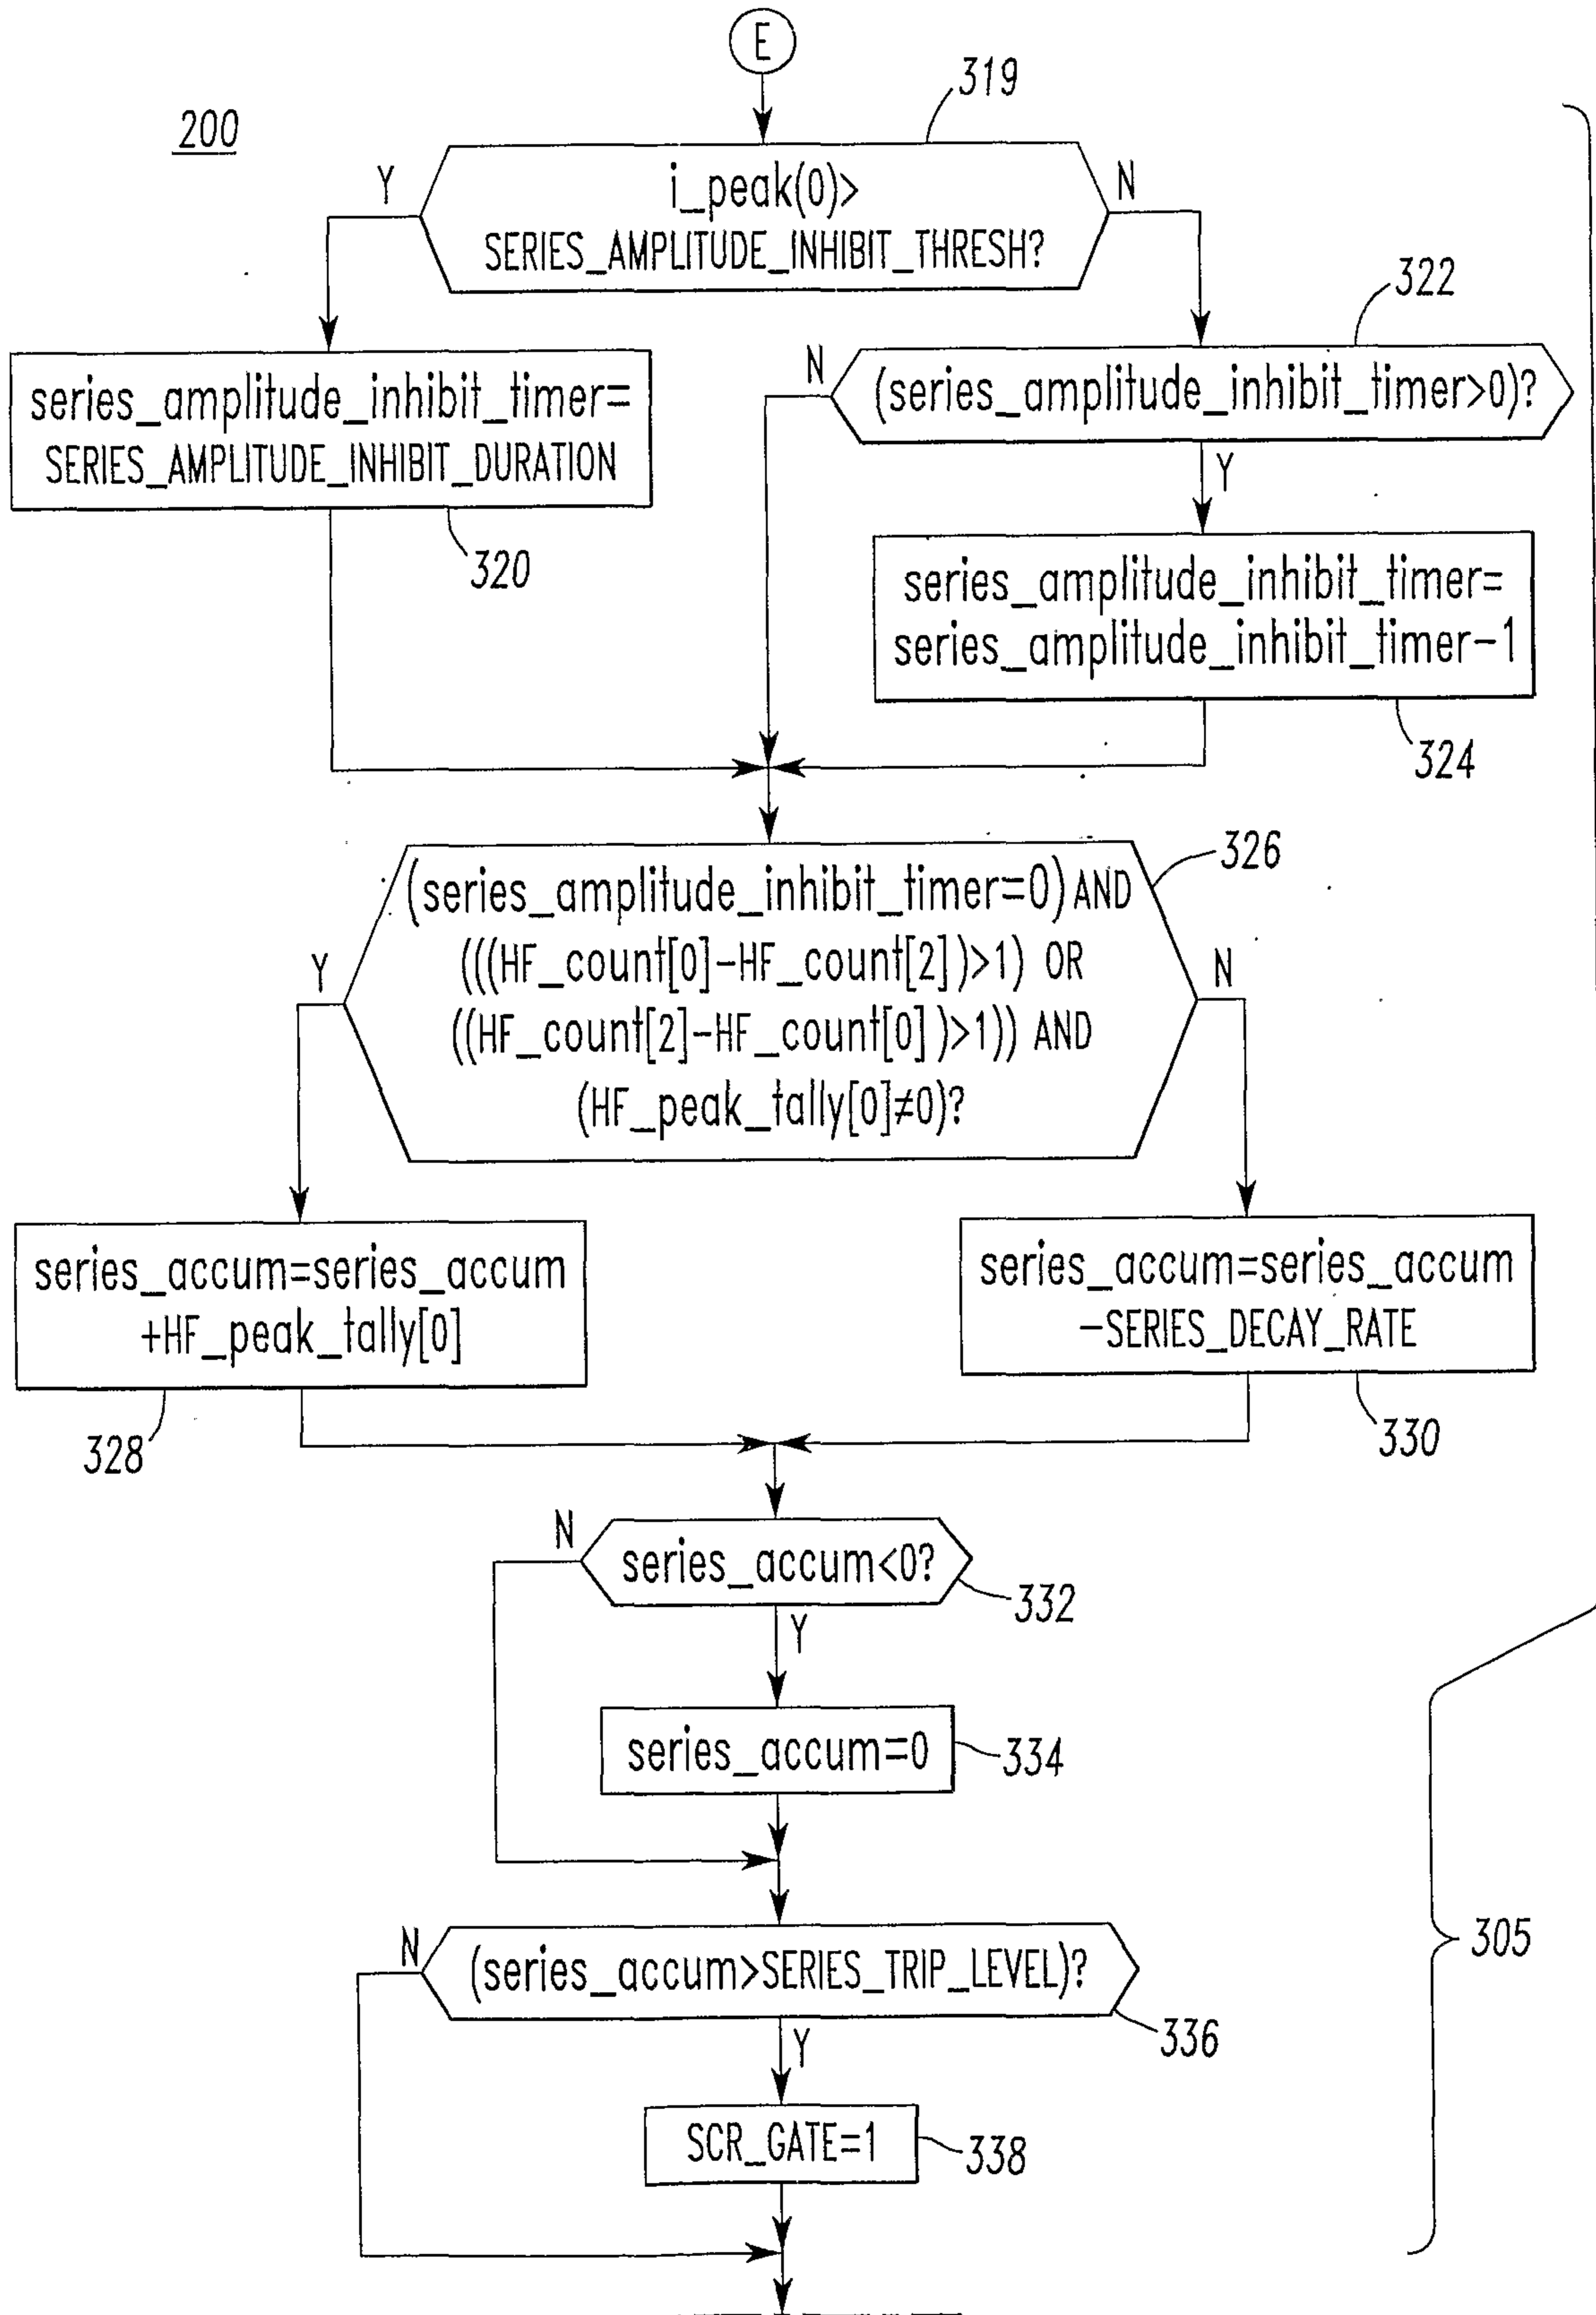 E
200
319
Y
i_peak(0)>
SERIES_AMPLITUDE_INHIBIT_THRESH?
N
322
N
(series_amplitude_inhibit_timer>0)?
series_amplitude_inhibit_timer=
SERIES_AMPLITUDE_INHIBIT_DURATION
320
Y
series_amplitude_inhibit_timer=
series_amplitude_inhibit_timer-1
324
326
(series_amplitude_inhibit_timer=0) AND
(((HF_count[0]-HF_count[2])>1) OR
((HF_count[2]-HF_count[0])>1)) AND
(HF_peak_tally[0]≠0)?
Y
N
series_accum=series_accum
+HF_peak_tally[0]
328
series_accum=series_accum
-SERIES_DECAY_RATE
330
N
series_accum<0?
332
Y
series_accum=0
334
N
(series_accum>SERIES_TRIP_LEVEL)?
336
Y
SCR_GATE=1
338
305